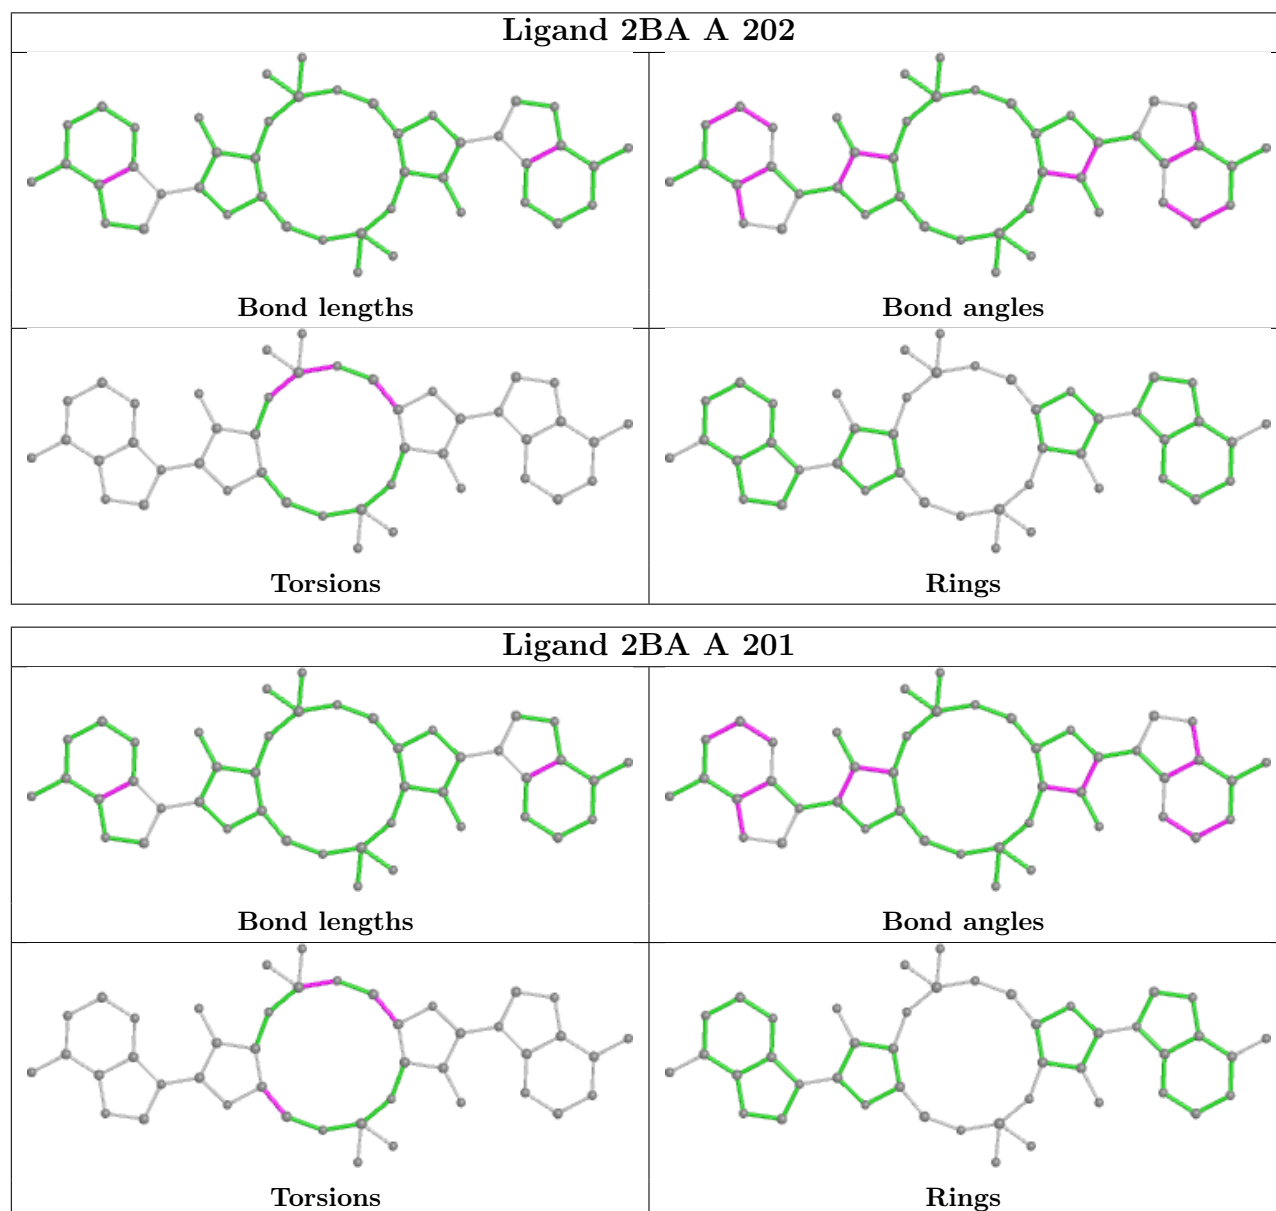 Ligand 2BA A 202
Bond lengths
Bond angles
Torsions
Rings
Ligand 2BA A 201
Bond lengths
Bond angles
Torsions
Rings